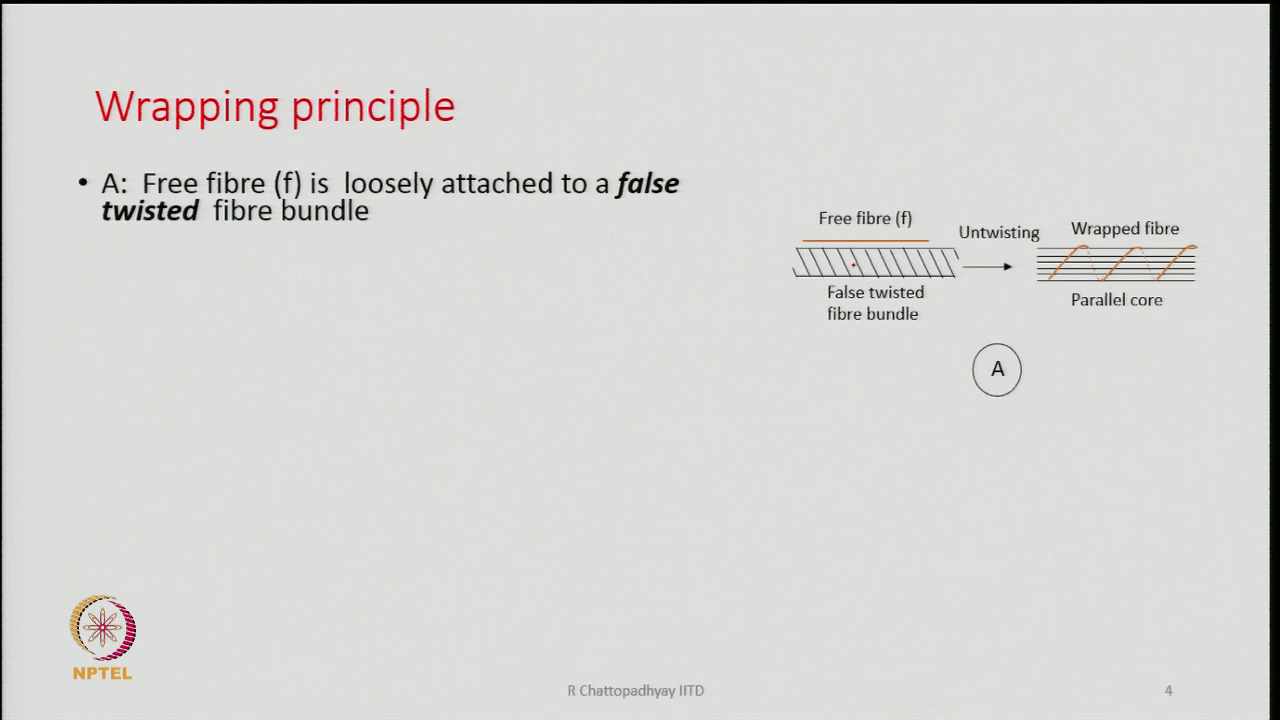 Wrapping principle
• A: Free fibre (f) is loosely attached to a false
twisted fibre bundle
Free fibre (f)
Untwisting
Wrapped fibre
False twisted
fibre bundle
Parallel core
A
NPTEL
R Chattopadhyay IITD
4